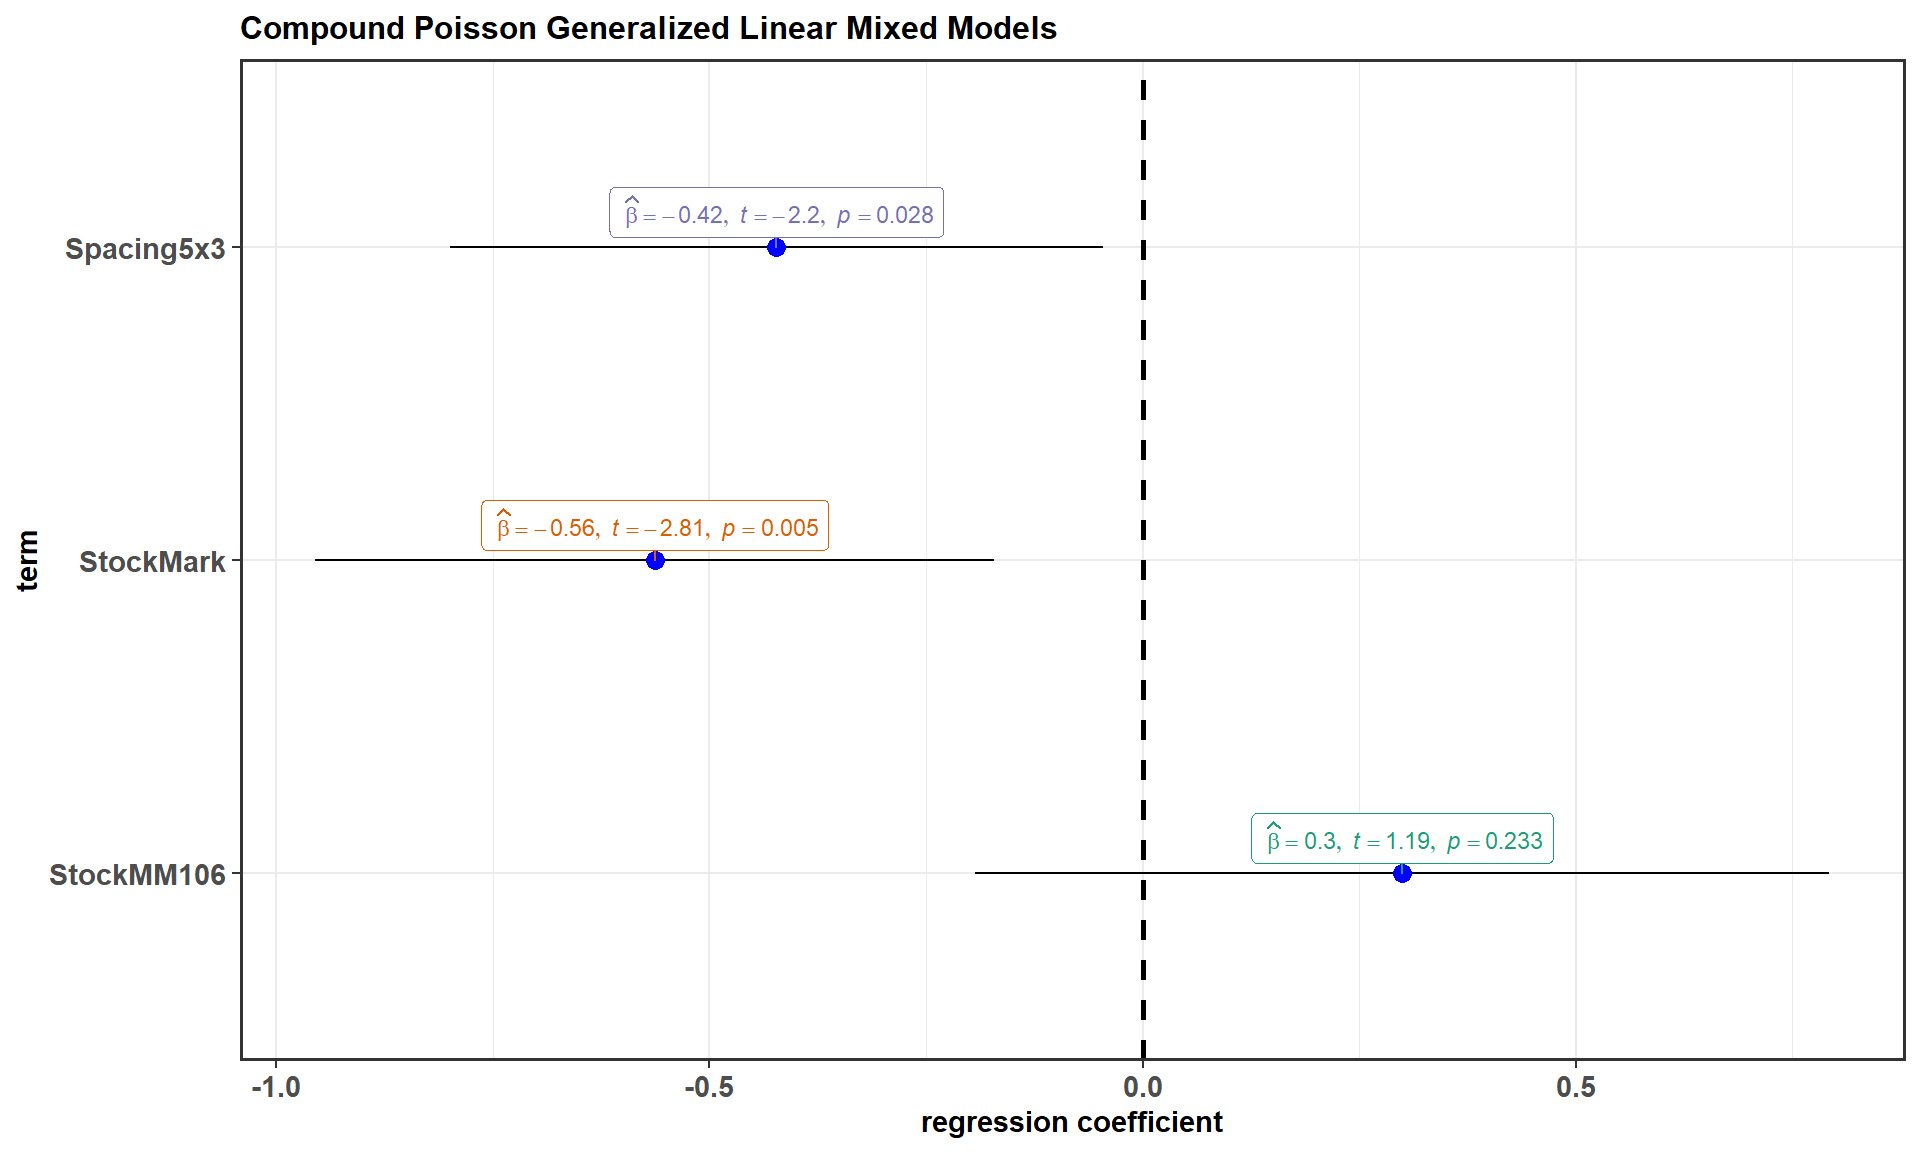 Compound Poisson Generalized Linear Mixed Models
term
Spacing5x3
β̂ = −0.42, t = −2.2, p = 0.028
StockMark
β̂ = −0.56, t = −2.81, p = 0.005
StockMM106
β̂ = 0.3, t = 1.19, p = 0.233
-1.0 -0.5 0.0 0.5
regression coefficient